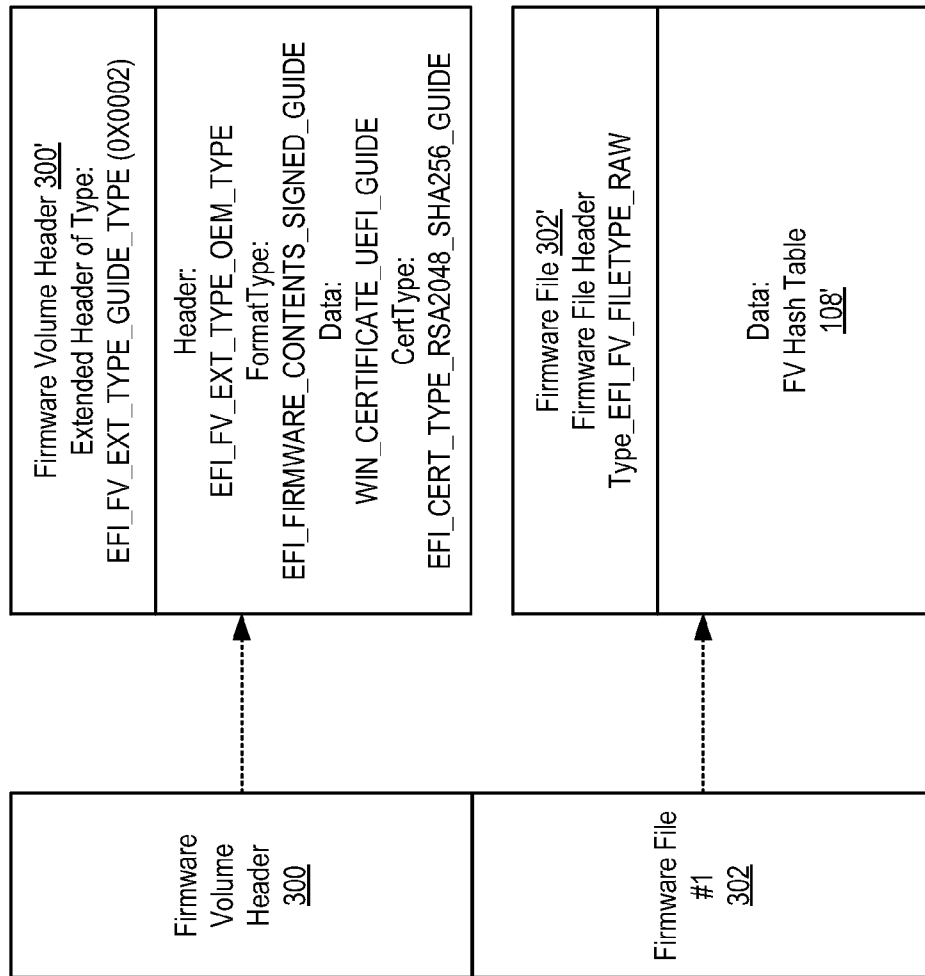 Firmware
Volume
Header
300
Firmware File
#1
302
Firmware Volume Header 300'
Extended Header of Type:
EFI_FV_EXT_TYPE_GUIDE_TYPE (0X0002)
Header:
EFI_FV_EXT_TYPE_OEM_TYPE
FormatType:
EFI_FIRMWARE_CONTENTS_SIGNED_GUIDE
Data:
WIN_CERTIFICATE_UEFI_GUIDE
CertType:
EFI_CERT_TYPE_RSA2048_SHA256_GUIDE
Firmware File 302'
Firmware File Header
Type_EFI_FV_FILETYPE_RAW
Data:
FV Hash Table
108'